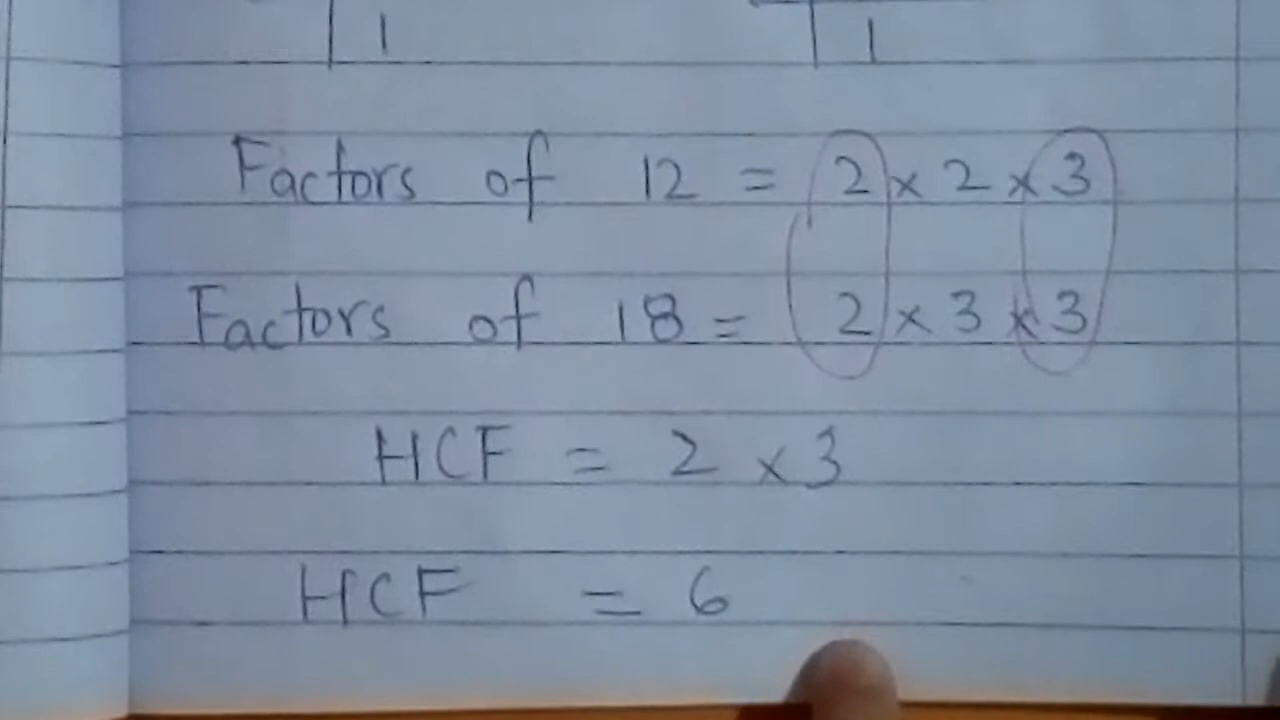 1 1
Factors of 12 = 2 × 2 × 3
Factors of 18 = 2 × 3 × 3
HCF = 2 × 3
HCF = 6